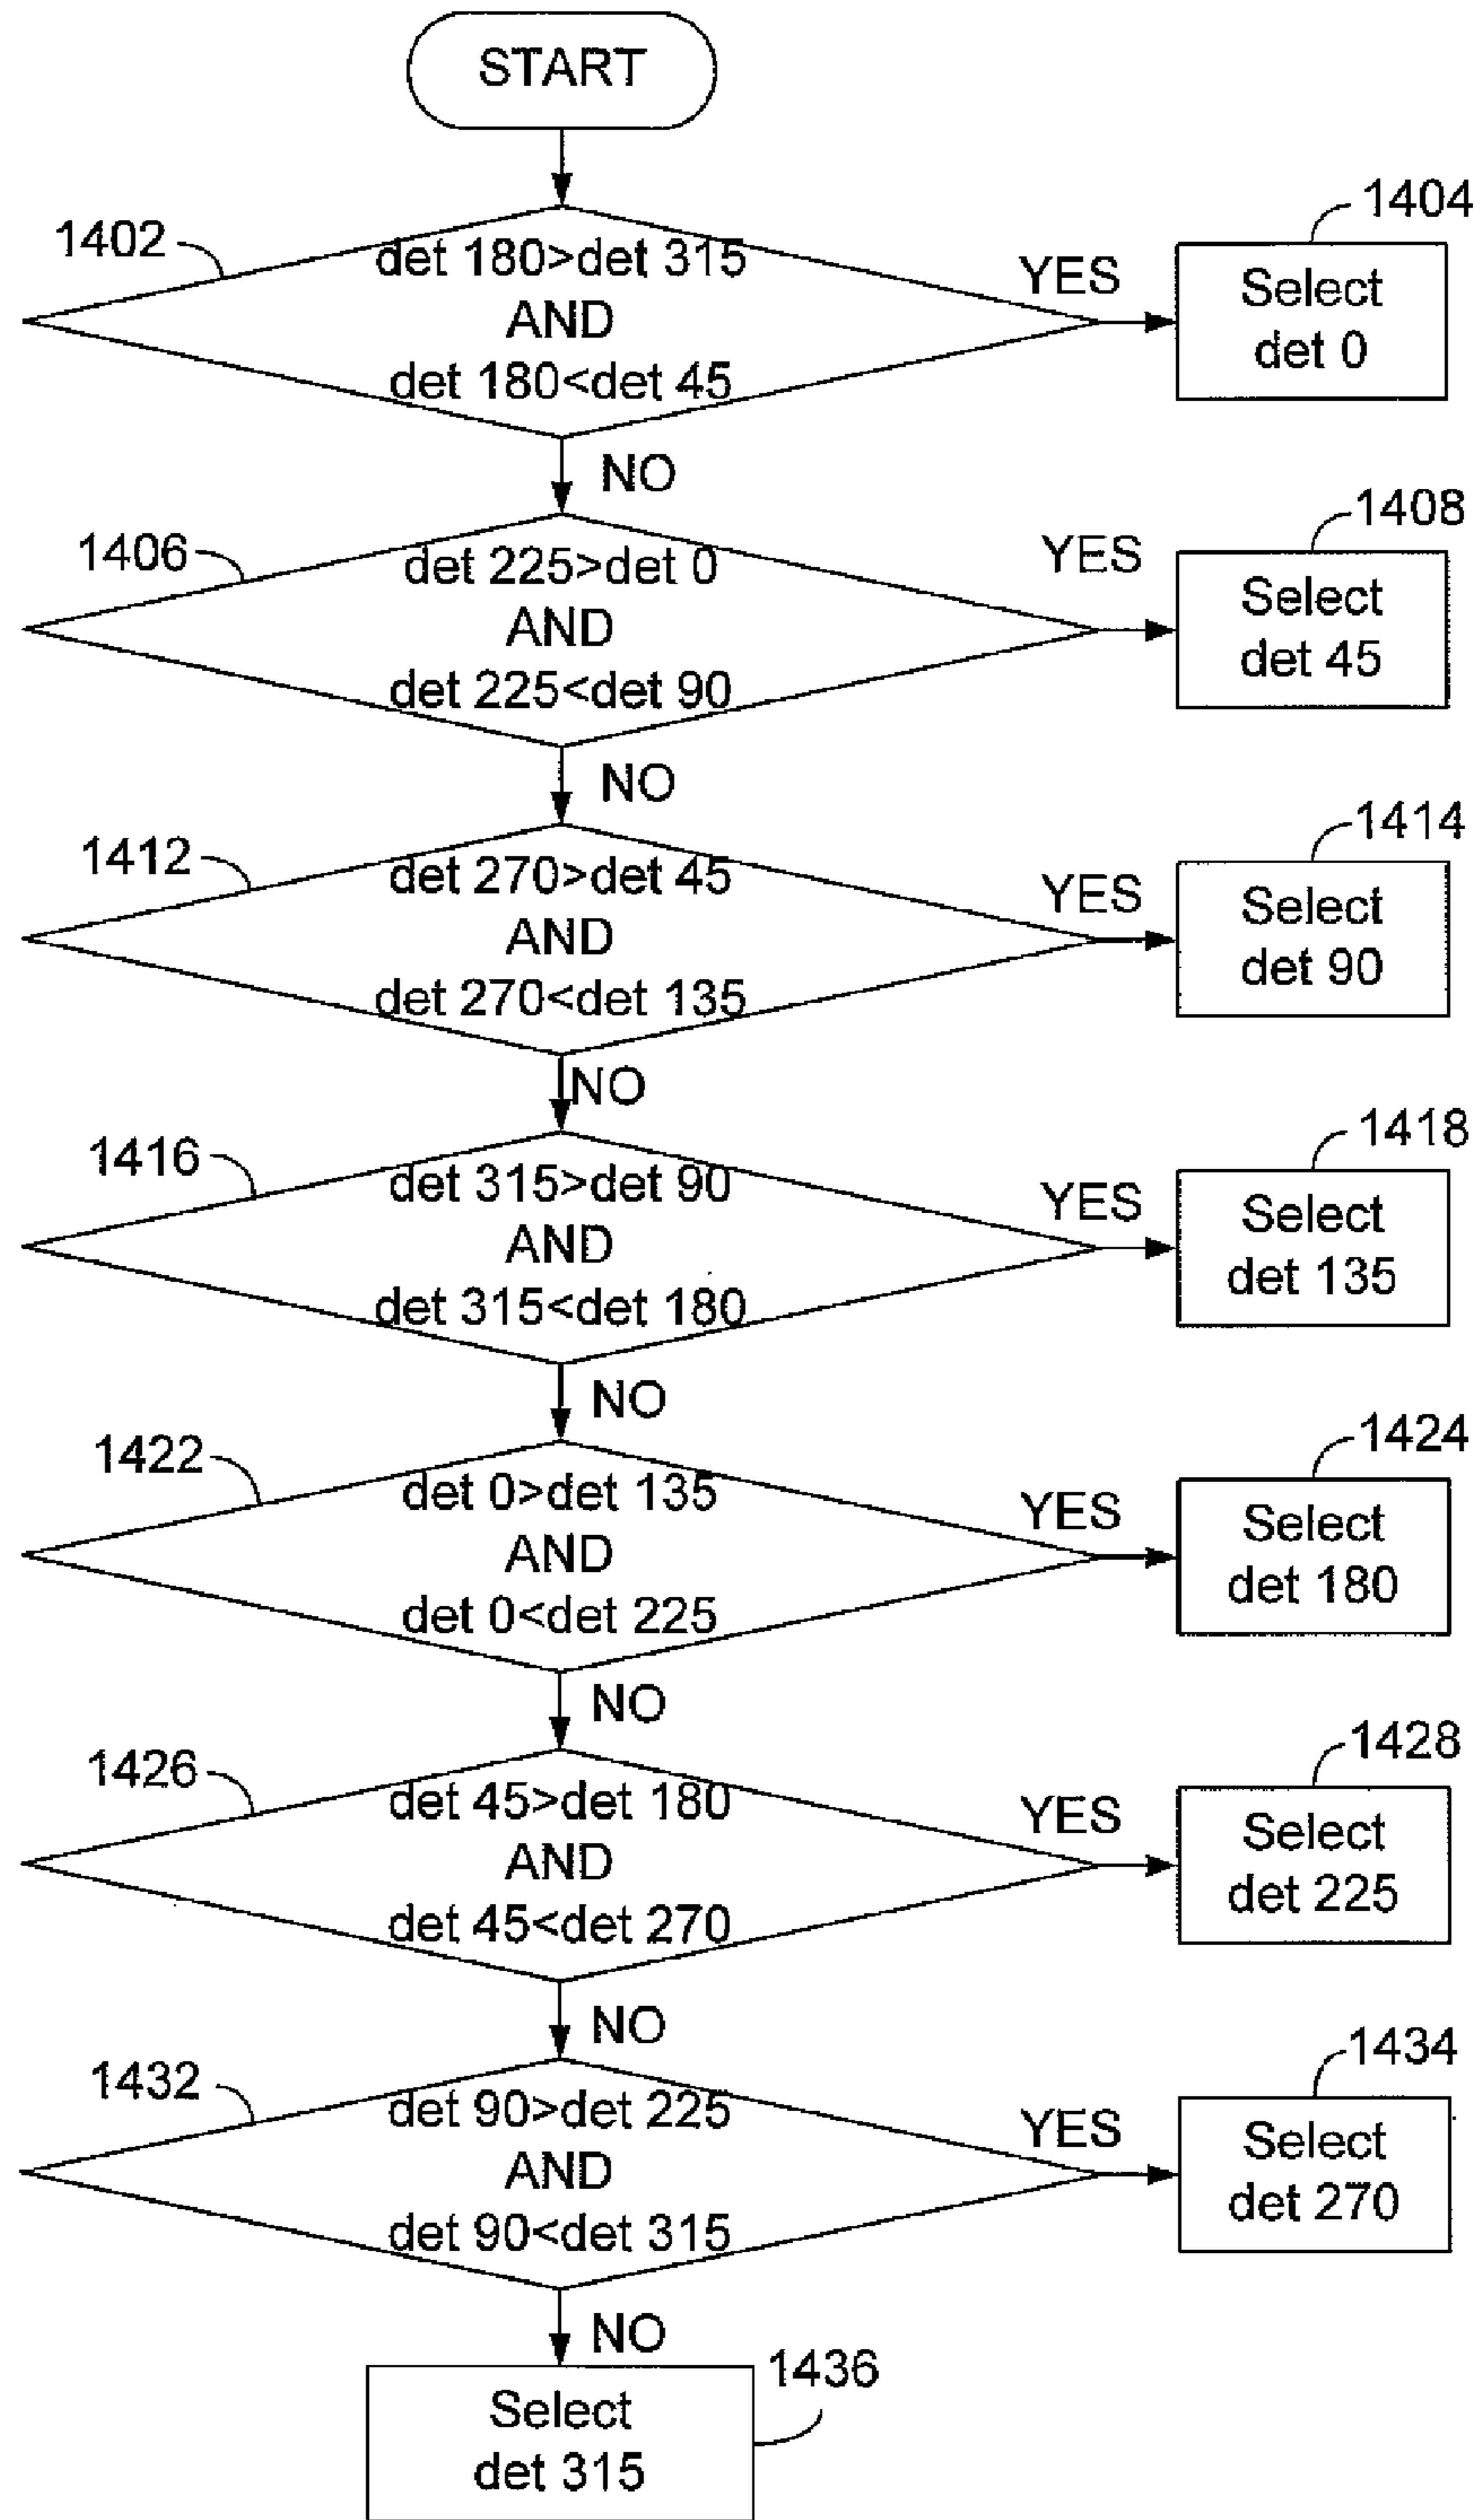 START
1402
det 180>det 315
AND
det 180<det 45
YES
1404
Select
det 0
NO
1406
det 225>det 0
AND
det 225<det 90
YES
1408
Select
det 45
NO
1412
det 270>det 45
AND
det 270<det 135
YES
1414
Select
det 90
NO
1416
det 315>det 90
AND
det 315<det 180
YES
1418
Select
det 135
NO
1422
det 0>det 135
AND
det 0<det 225
YES
1424
Select
det 180
NO
1426
det 45>det 180
AND
det 45<det 270
YES
1428
Select
det 225
NO
1432
det 90>det 225
AND
det 90<det 315
YES
1434
Select
det 270
NO
1436
Select
det 315